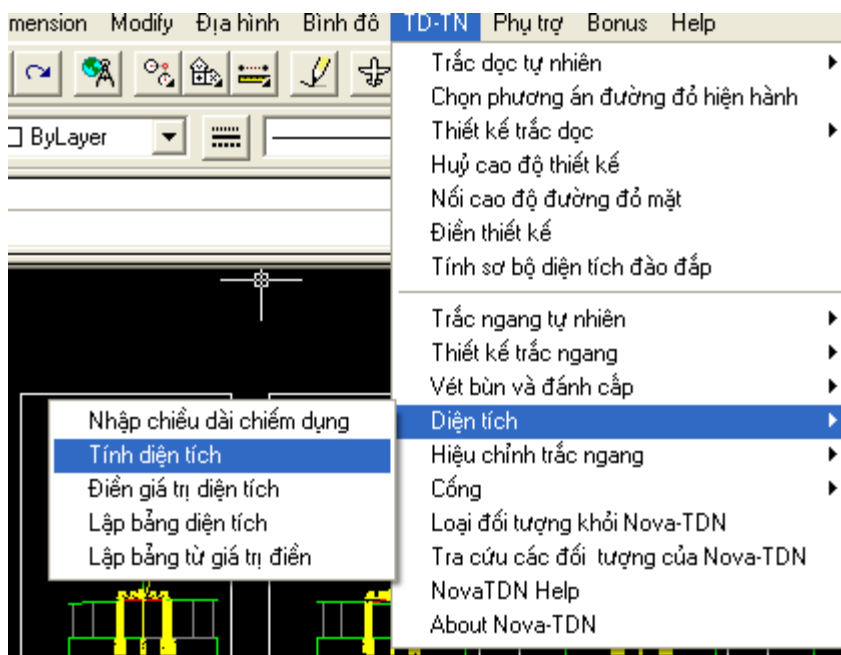 mension Modify Địa hình Bình đồ TD-TN Phụ trợ Bonus Help
Trắc dọc tự nhiên
Chọn phương án đường đỏ hiện hành
ByLayer
Thiết kế trắc dọc
Huỷ cao độ thiết kế
Nối cao độ đường đỏ mặt
Điền thiết kế
Tính sơ bộ diện tích đào đắp
Trắc ngang tự nhiên
Thiết kế trắc ngang
Vét bùn và đánh cấp
Diện tích
Hiệu chỉnh trắc ngang
Cống
Loại đối tượng khỏi Nova-TDN
Tra cứu các đối tượng của Nova-TDN
NovaTDN Help
About Nova-TDN
Nhập chiều dài chiếm dụng
Tính diện tích
Điền giá trị diện tích
Lập bảng diện tích
Lập bảng từ giá trị điền